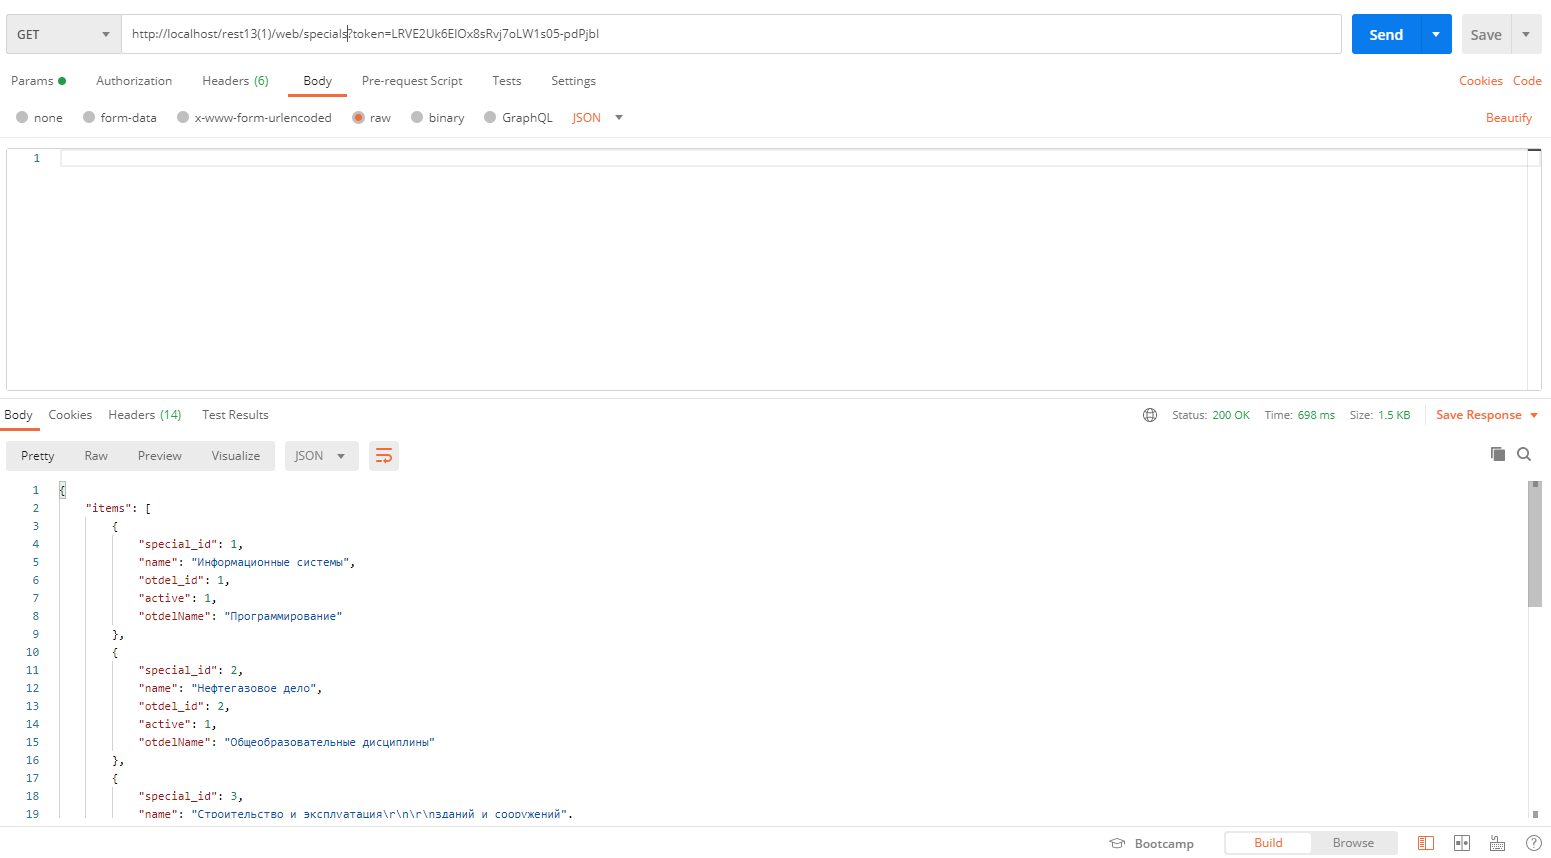 GET http://localhost/rest13(1)/web/specials?token=LRVE2Uk6EIOx8sRvj7oLW1s05-pdPjbI Send Save
Params Authorization Headers (6) Body Pre-request Script Tests Settings Cookies Code
none form-data x-www-form-urlencoded raw binary GraphQL JSON Beautify
1
Body Cookies Headers (14) Test Results Status: 200 OK Time: 698 ms Size: 1.5 KB Save Response
Pretty Raw Preview Visualize JSON
1 {
2 "items": [
3 {
4 "special_id": 1,
5 "name": "Информационные системы",
6 "otdel_id": 1,
7 "active": 1,
8 "otdelName": "Программирование"
9 },
10 {
11 "special_id": 2,
12 "name": "Нефтегазовое дело",
13 "otdel_id": 2,
14 "active": 1,
15 "otdelName": "Общеобразовательные дисциплины"
16 },
17 {
18 "special_id": 3,
19 "name": "Строительство и эксплуатация\r\n\r\nзданий и сооружений",
Bootcamp Build Browse